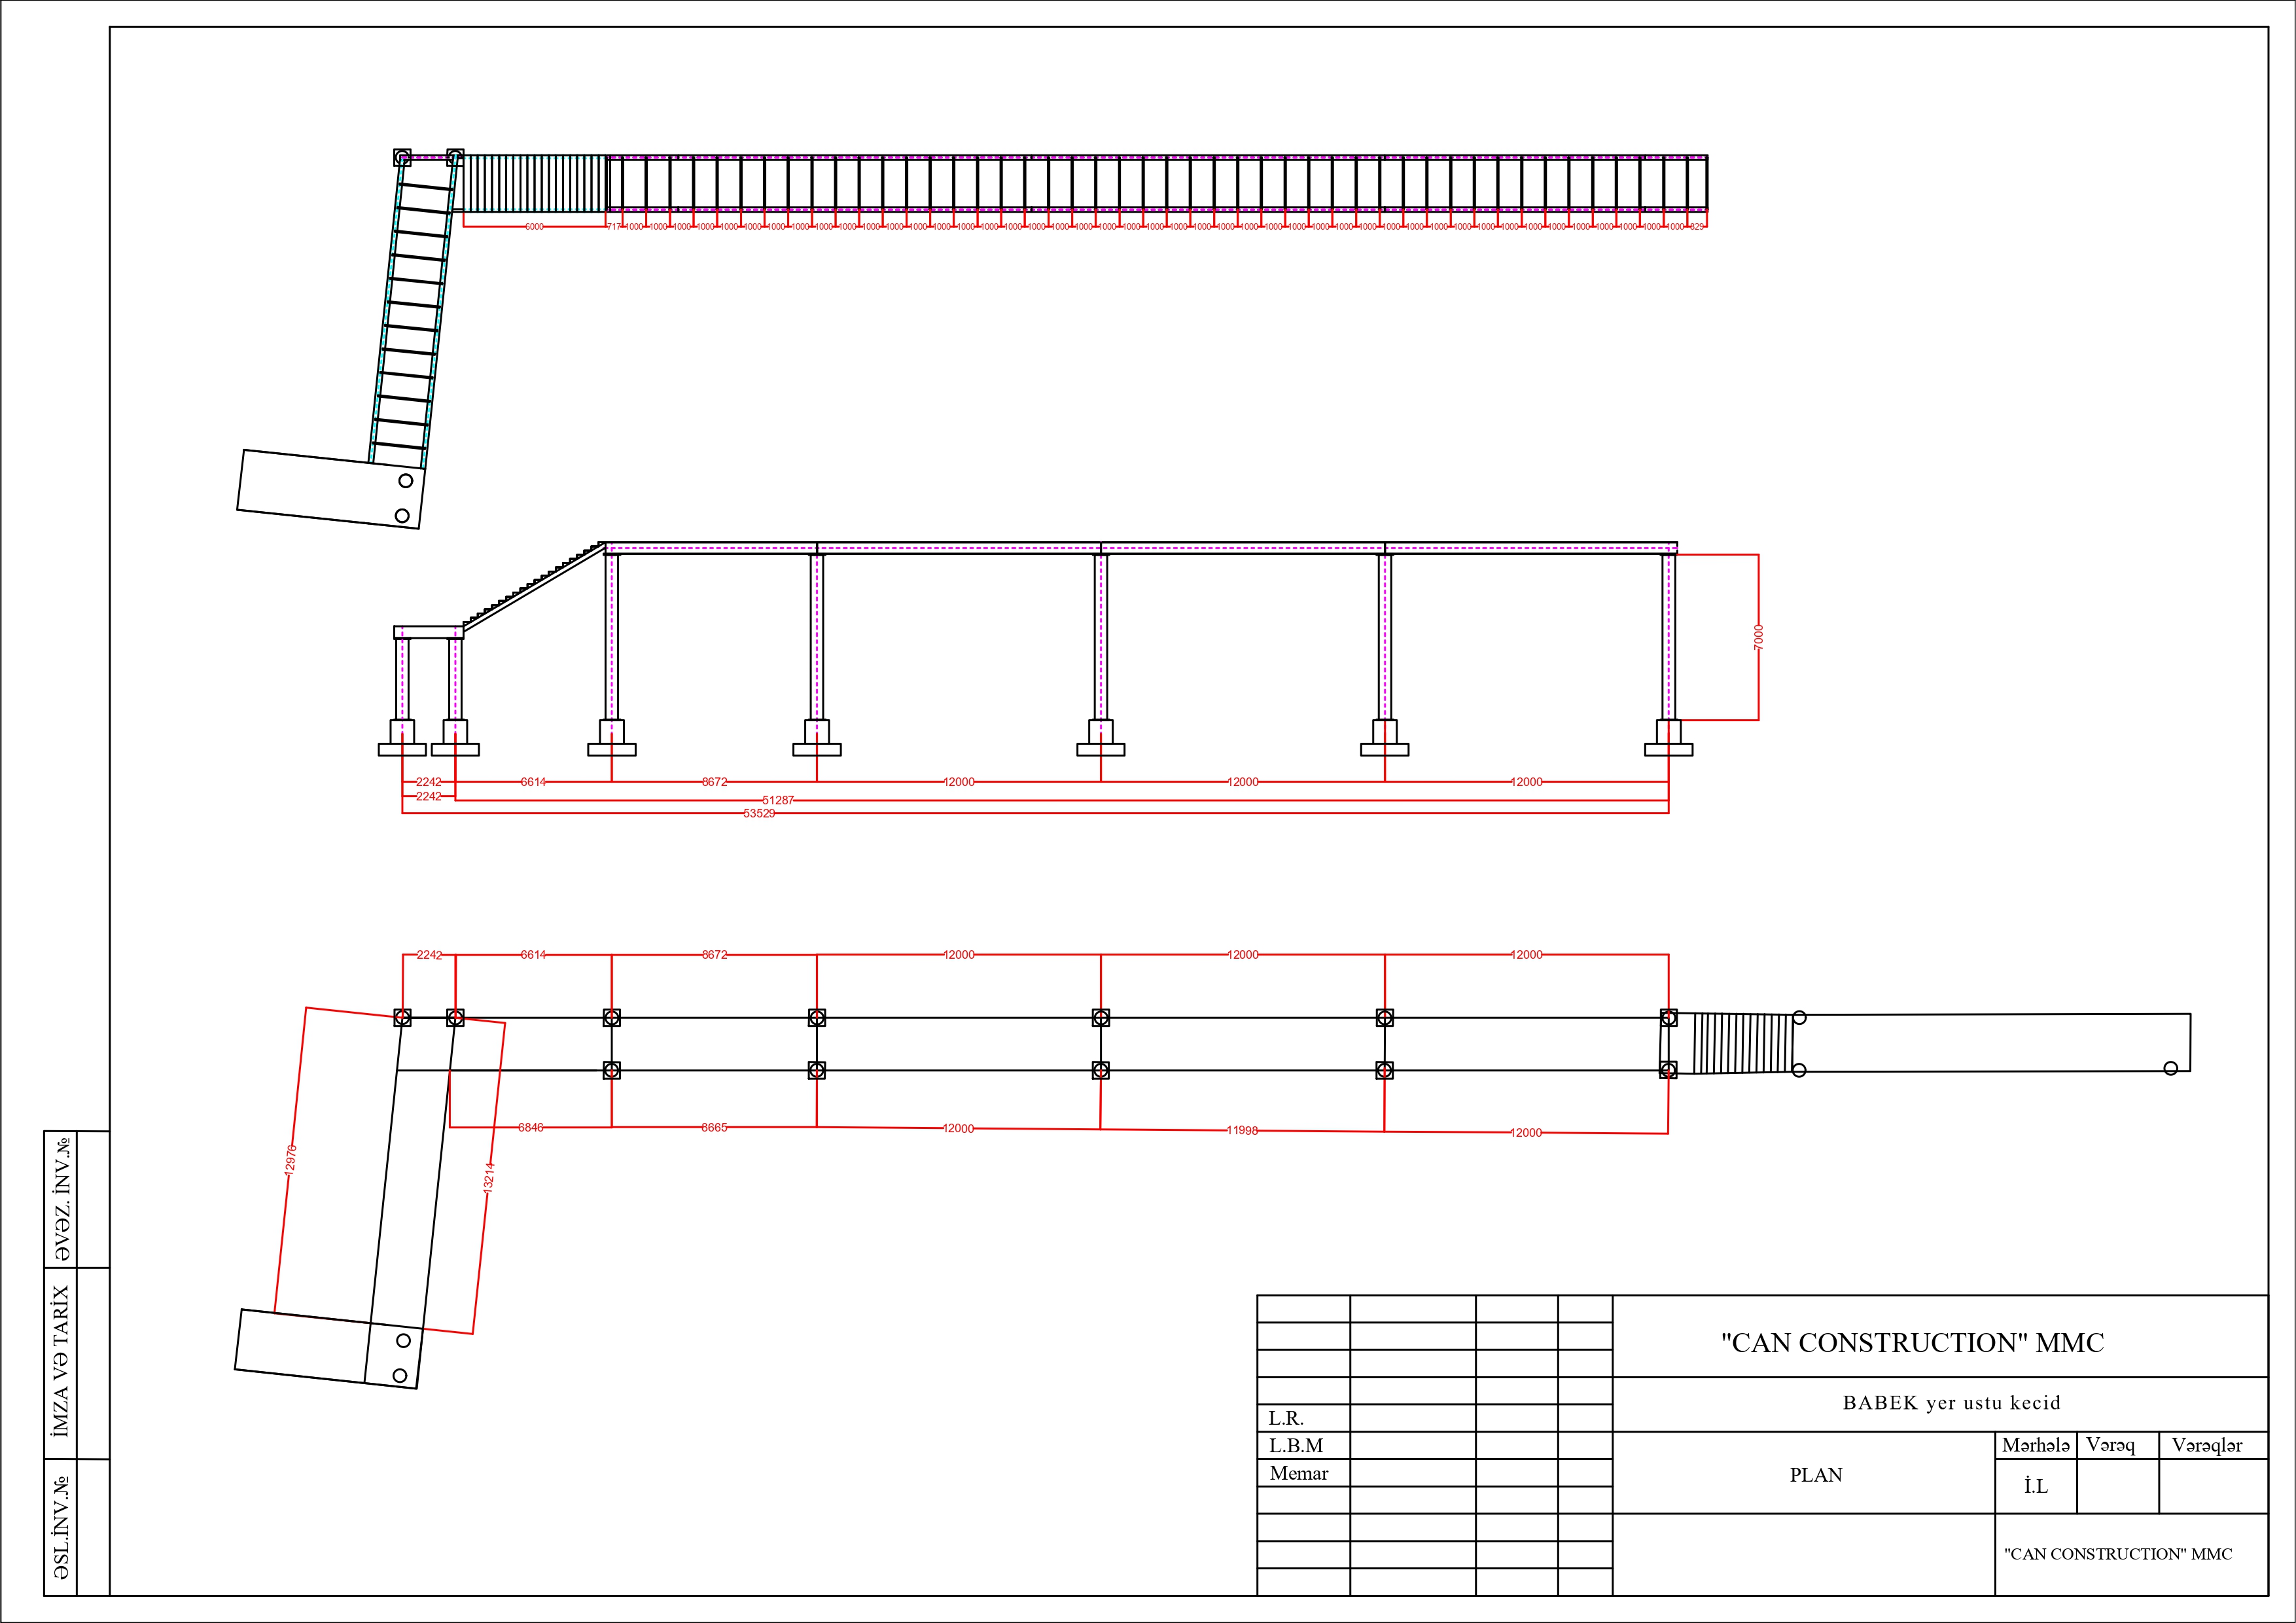 6000 717 1000 1000 1000 1000 1000 1000 1000 1000 1000 1000 1000 1000 1000 1000 1000 1000 1000 1000 1000 1000 1000 1000 1000 1000 1000 1000 1000 1000 1000 1000 1000 1000 1000 1000 1000 1000 1000 1000 1000 1000 1000 1000 1000 1000 1000 829
7000
2242 6614 8672 12000 12000 12000
2242 51287
53529
2242 6614 8672 12000 12000 12000
6846 8665 12000 11998 12000
12976
13214
ƏVƏZ. İNV.№
İMZA VƏ TARİX
ƏSL.İNV.№
"CAN CONSTRUCTION" MMC
BABEK yer ustu kecid
L.R.
L.B.M
Memar
PLAN
Mərhələ Vərəq Vərəqlər
İ.L
"CAN CONSTRUCTION" MMC